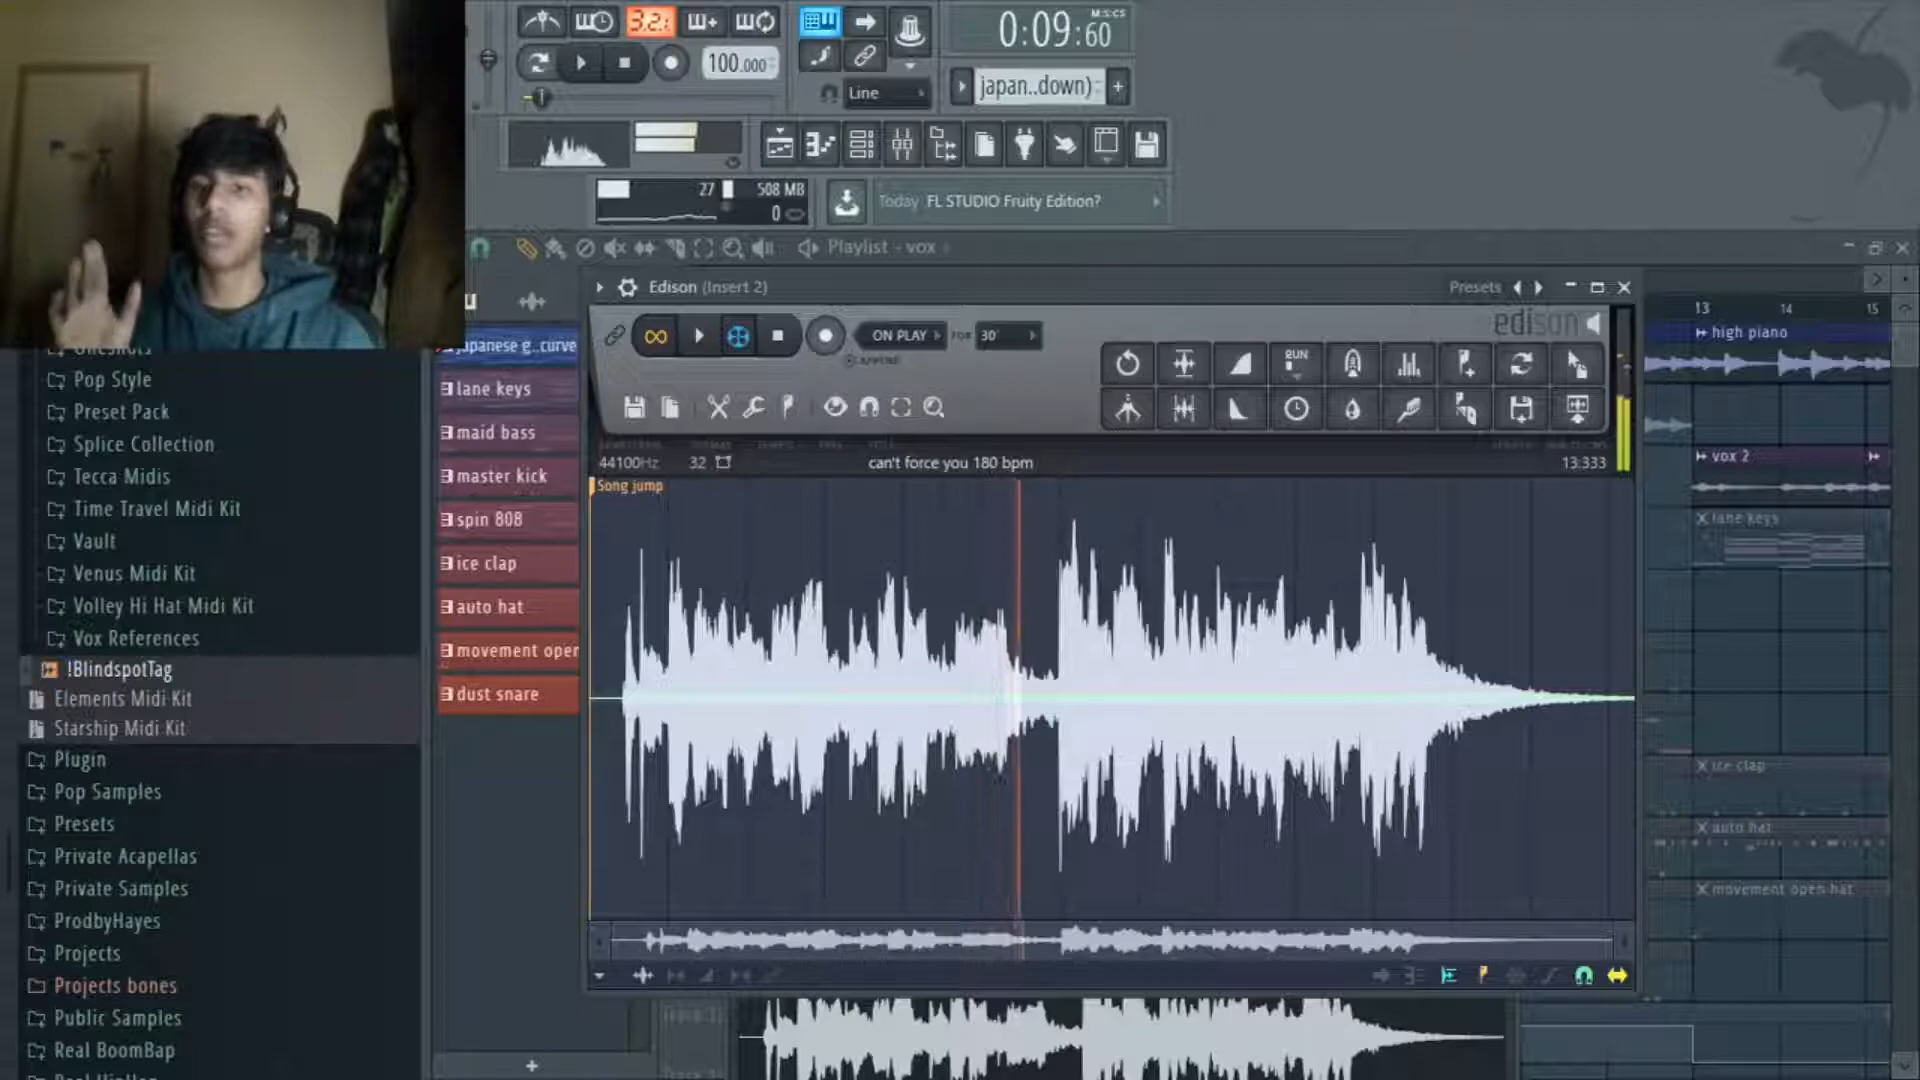 3.2:
100.000
Line
M:S:CS
0:09:60
japan..down)
27
508 MB
0
Today FL STUDIO Fruity Edition?
Playlist - vox
Edison (Insert 2)
Presets
edison
ON PLAY
FOR
30'
RUN
44100Hz
32
can't force you 180 bpm
13:333
Song jump
Oneshots
Pop Style
Preset Pack
Splice Collection
Tecca Midis
Time Travel Midi Kit
Vault
Venus Midi Kit
Volley Hi Hat Midi Kit
Vox References
!BlindspotTag
Elements Midi Kit
Starship Midi Kit
Plugin
Pop Samples
Presets
Private Acapellas
Private Samples
ProdbyHayes
Projects
Projects bones
Public Samples
Real BoomBap
japanese g..curve
lane keys
maid bass
master kick
spin 808
ice clap
auto hat
movement oper
dust snare
13
14
15
high piano
vox 2
lane keys
ice clap
auto hat
movement open hat